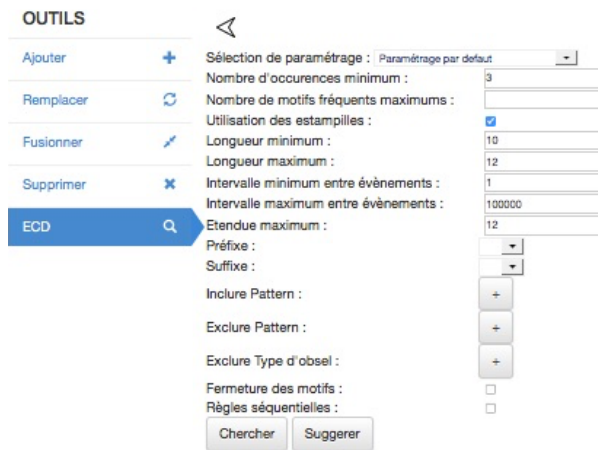 OUTILS
Ajouter
Remplacer
Fusionner
Supprimer
ECD
Sélection de paramétrage : Paramétrage par defaut
Nombre d'occurences minimum : 3
Nombre de motifs fréquents maximums :
Utilisation des estampilles :
Longueur minimum : 10
Longueur maximum : 12
Intervalle minimum entre évènements : 1
Intervalle maximum entre évènements : 100000
Etendue maximum : 12
Préfixe :
Suffixe :
Inclure Pattern : +
Exclure Pattern : +
Exclure Type d'obsel : +
Fermeture des motifs :
Règles séquentielles :
Chercher Suggerer